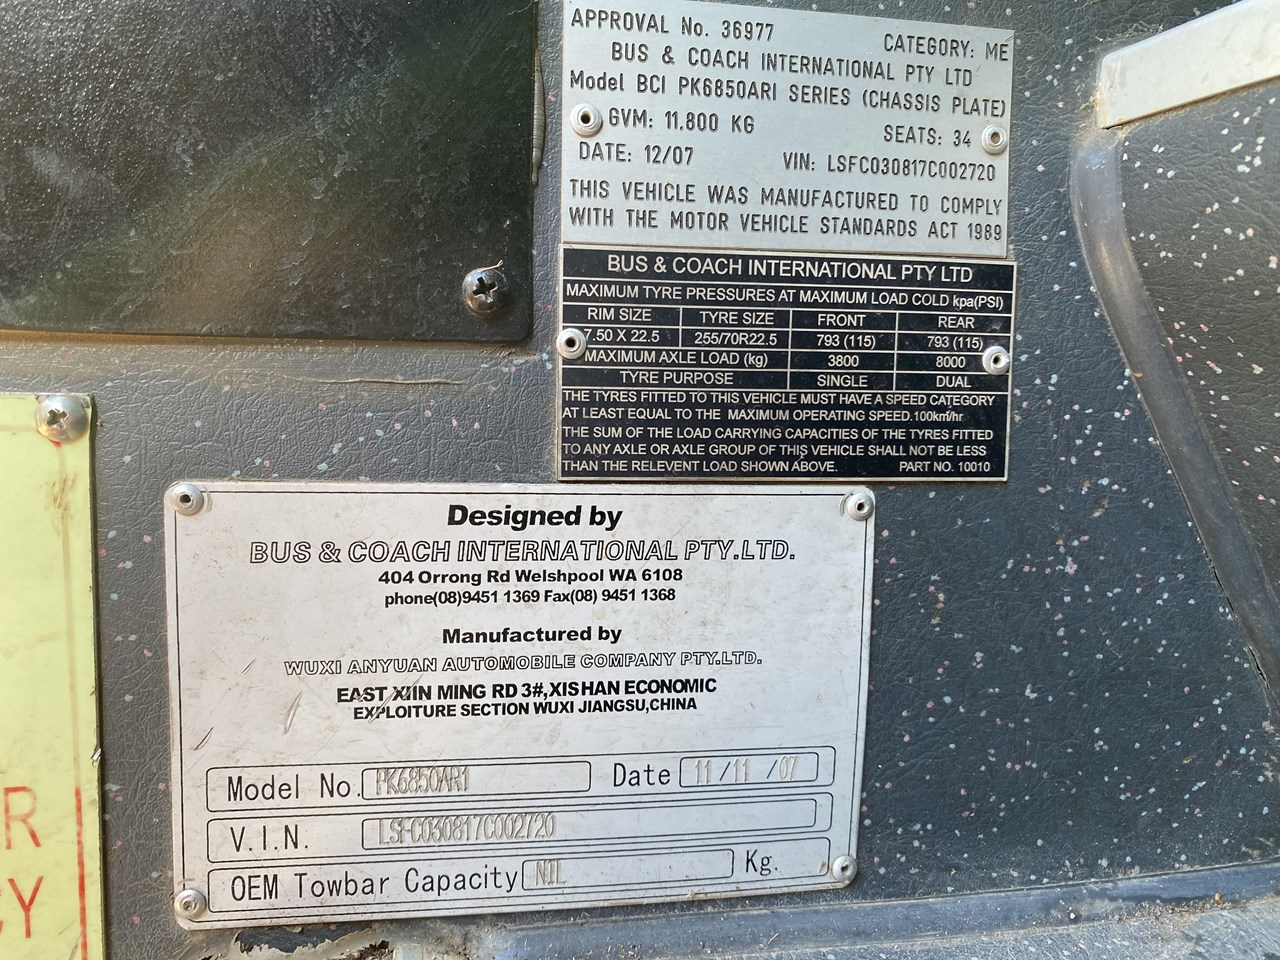 APPROVAL No. 36977 CATEGORY: ME
BUS & COACH INTERNATIONAL PTY LTD
Model BCI PK6850ARI SERIES (CHASSIS PLATE)
GVM: 11.800 KG SEATS: 34
DATE: 12/07 VIN: LSFC030817C002720
THIS VEHICLE WAS MANUFACTURED TO COMPLY
WITH THE MOTOR VEHICLE STANDARDS ACT 1989
BUS & COACH INTERNATIONAL PTY LTD
MAXIMUM TYRE PRESSURES AT MAXIMUM LOAD COLD kpa(PSI)
RIM SIZE TYRE SIZE FRONT REAR
7.50 X 22.5 255/70R22.5 793 (115) 793 (115)
MAXIMUM AXLE LOAD (kg) 3800 8000
TYRE PURPOSE SINGLE DUAL
THE TYRES FITTED TO THIS VEHICLE MUST HAVE A SPEED CATEGORY
AT LEAST EQUAL TO THE MAXIMUM OPERATING SPEED.100km/hr
THE SUM OF THE LOAD CARRYING CAPACITIES OF THE TYRES FITTED
TO ANY AXLE OR AXLE GROUP OF THIS VEHICLE SHALL NOT BE LESS
THAN THE RELEVENT LOAD SHOWN ABOVE. PART NO. 10010
Designed by
BUS & COACH INTERNATIONAL PTY.LTD.
404 Orrong Rd Welshpool WA 6108
phone(08)9451 1369 Fax(08) 9451 1368
Manufactured by
WUXI ANYUAN AUTOMOBILE COMPANY PTY.LTD.
EAST XIIN MING RD 3#,XISHAN ECONOMIC
EXPLOITURE SECTION WUXI JIANGSU,CHINA
Model No. PK6850AR1 Date 11/11/07
V.I.N. LSFC030817C002720
OEM Towbar Capacity NIL Kg.
R
CY